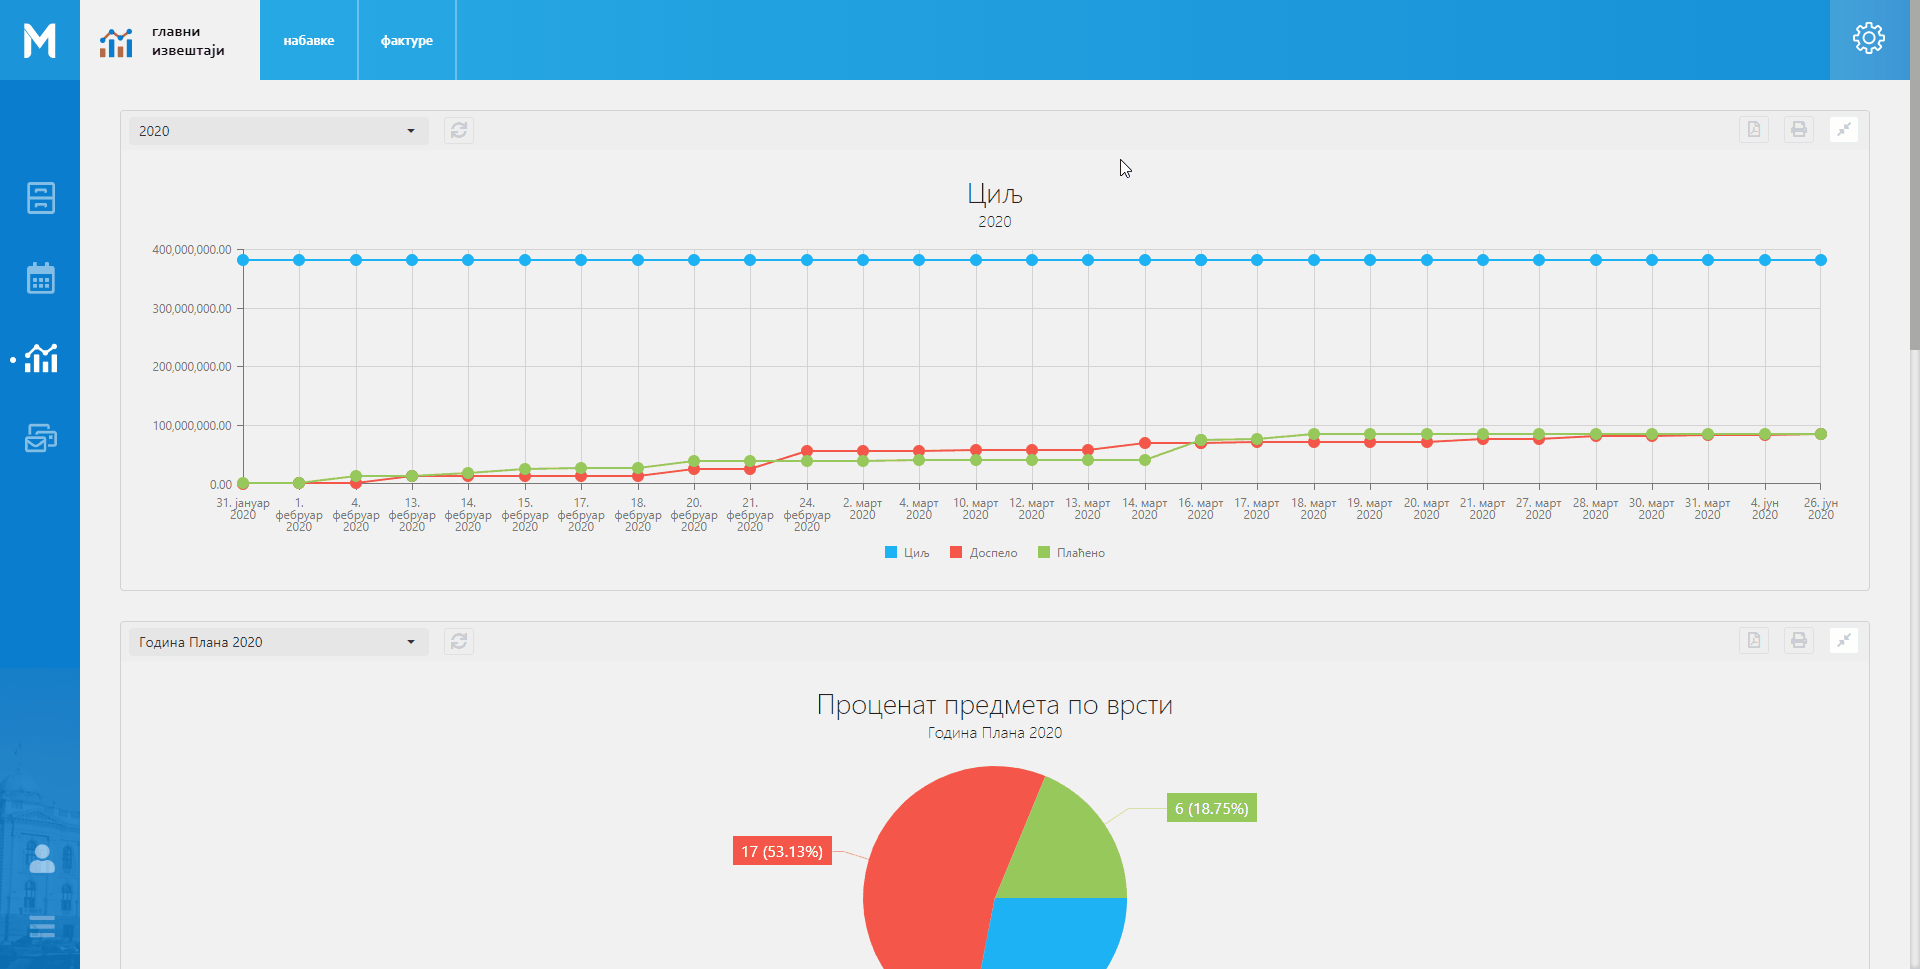 главни
извештаји
набавке
фактуре
2020
Циљ
2020
400,000,000.00
300,000,000.00
200,000,000.00
100,000,000.00
0.00
31. јануар 2020
1. фебруар 2020
4. фебруар 2020
13. фебруар 2020
14. фебруар 2020
15. фебруар 2020
17. фебруар 2020
18. фебруар 2020
20. фебруар 2020
21. фебруар 2020
24. фебруар 2020
2. март 2020
4. март 2020
10. март 2020
12. март 2020
13. март 2020
14. март 2020
16. март 2020
17. март 2020
18. март 2020
19. март 2020
20. март 2020
21. март 2020
27. март 2020
28. март 2020
30. март 2020
31. март 2020
4. јун 2020
26. јун 2020
Циљ Доспело Плаћено
Година Плана 2020
Проценат предмета по врсти
Година Плана 2020
6 (18.75%)
17 (53.13%)